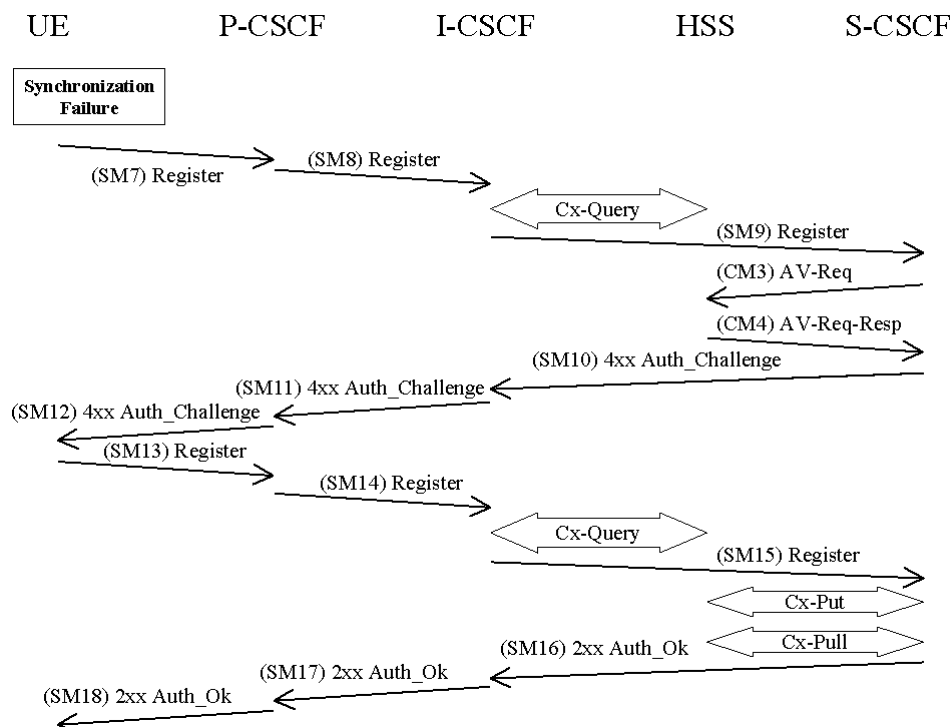 UE P-CSCF I-CSCF HSS S-CSCF
Synchronization
Failure
(SM7) Register
(SM8) Register
Cx-Query
(SM9) Register
(CM3) AV-Req
(CM4) AV-Req-Resp
(SM10) 4xx Auth_Challenge
(SM11) 4xx Auth_Challenge
(SM12) 4xx Auth_Challenge
(SM13) Register
(SM14) Register
Cx-Query
(SM15) Register
Cx-Put
Cx-Pull
(SM16) 2xx Auth_Ok
(SM17) 2xx Auth_Ok
(SM18) 2xx Auth_Ok